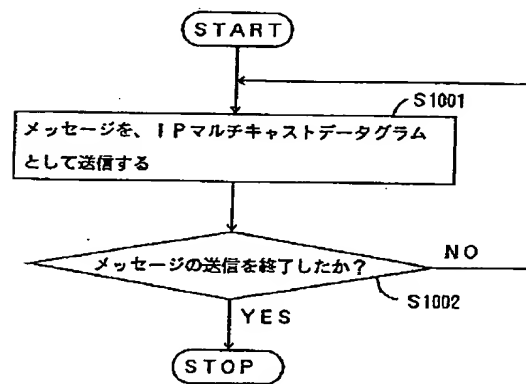 START
S1001
メッセージを、IPマルチキャストデータグラム
として送信する
メッセージの送信を終了したか?
NO
S1002
YES
STOP